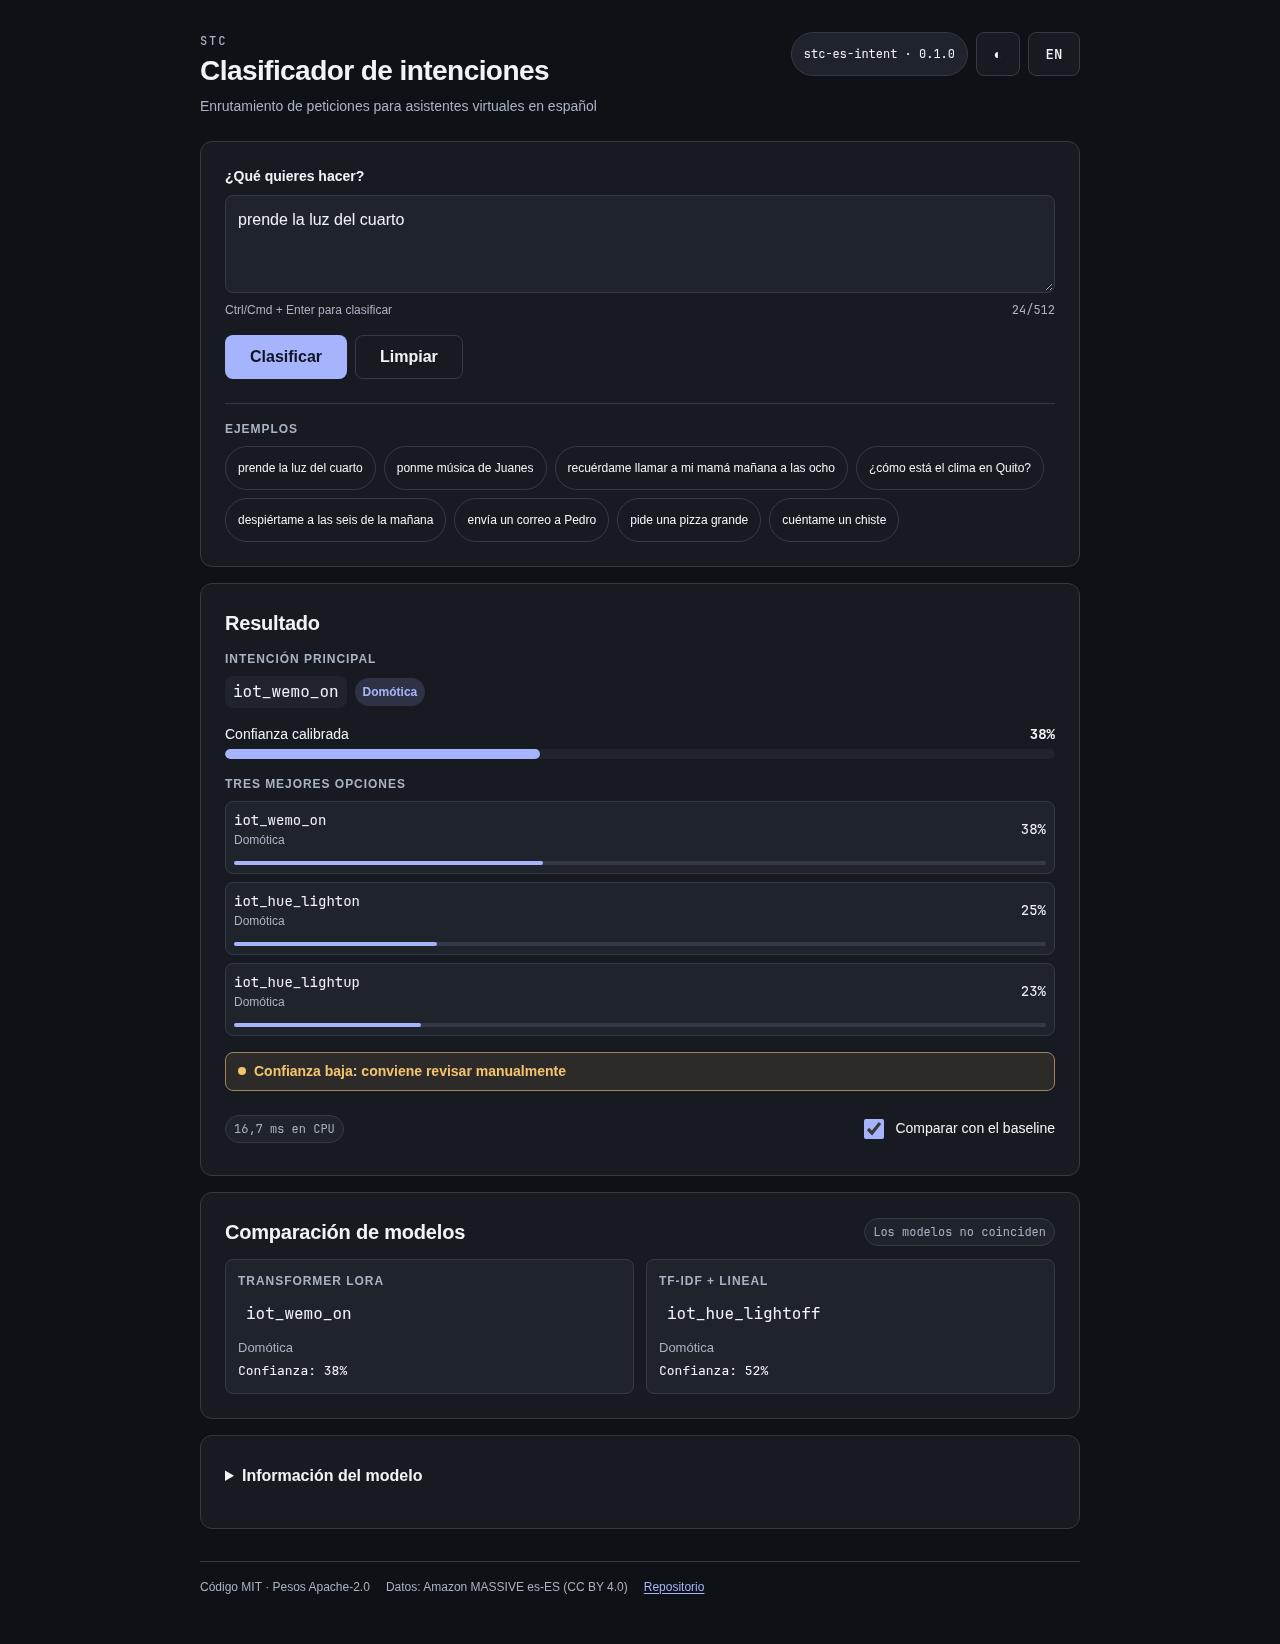 STC
Clasificador de intenciones
Enrutamiento de peticiones para asistentes virtuales en español
stc-es-intent · 0.1.0
EN
¿Qué quieres hacer?
prende la luz del cuarto
Ctrl/Cmd + Enter para clasificar
24/512
Clasificar
Limpiar
EJEMPLOS
prende la luz del cuarto
ponme música de Juanes
recuérdame llamar a mi mamá mañana a las ocho
¿cómo está el clima en Quito?
despiértame a las seis de la mañana
envía un correo a Pedro
pide una pizza grande
cuéntame un chiste
Resultado
INTENCIÓN PRINCIPAL
iot_wemo_on
Domótica
Confianza calibrada
38%
TRES MEJORES OPCIONES
iot_wemo_on
Domótica
38%
iot_hue_lighton
Domótica
25%
iot_hue_lightup
Domótica
23%
Confianza baja: conviene revisar manualmente
16,7 ms en CPU
Comparar con el baseline
Comparación de modelos
Los modelos no coinciden
TRANSFORMER LORA
iot_wemo_on
Domótica
Confianza: 38%
TF-IDF + LINEAL
iot_hue_lightoff
Domótica
Confianza: 52%
Información del modelo
Código MIT · Pesos Apache-2.0
Datos: Amazon MASSIVE es-ES (CC BY 4.0)
Repositorio